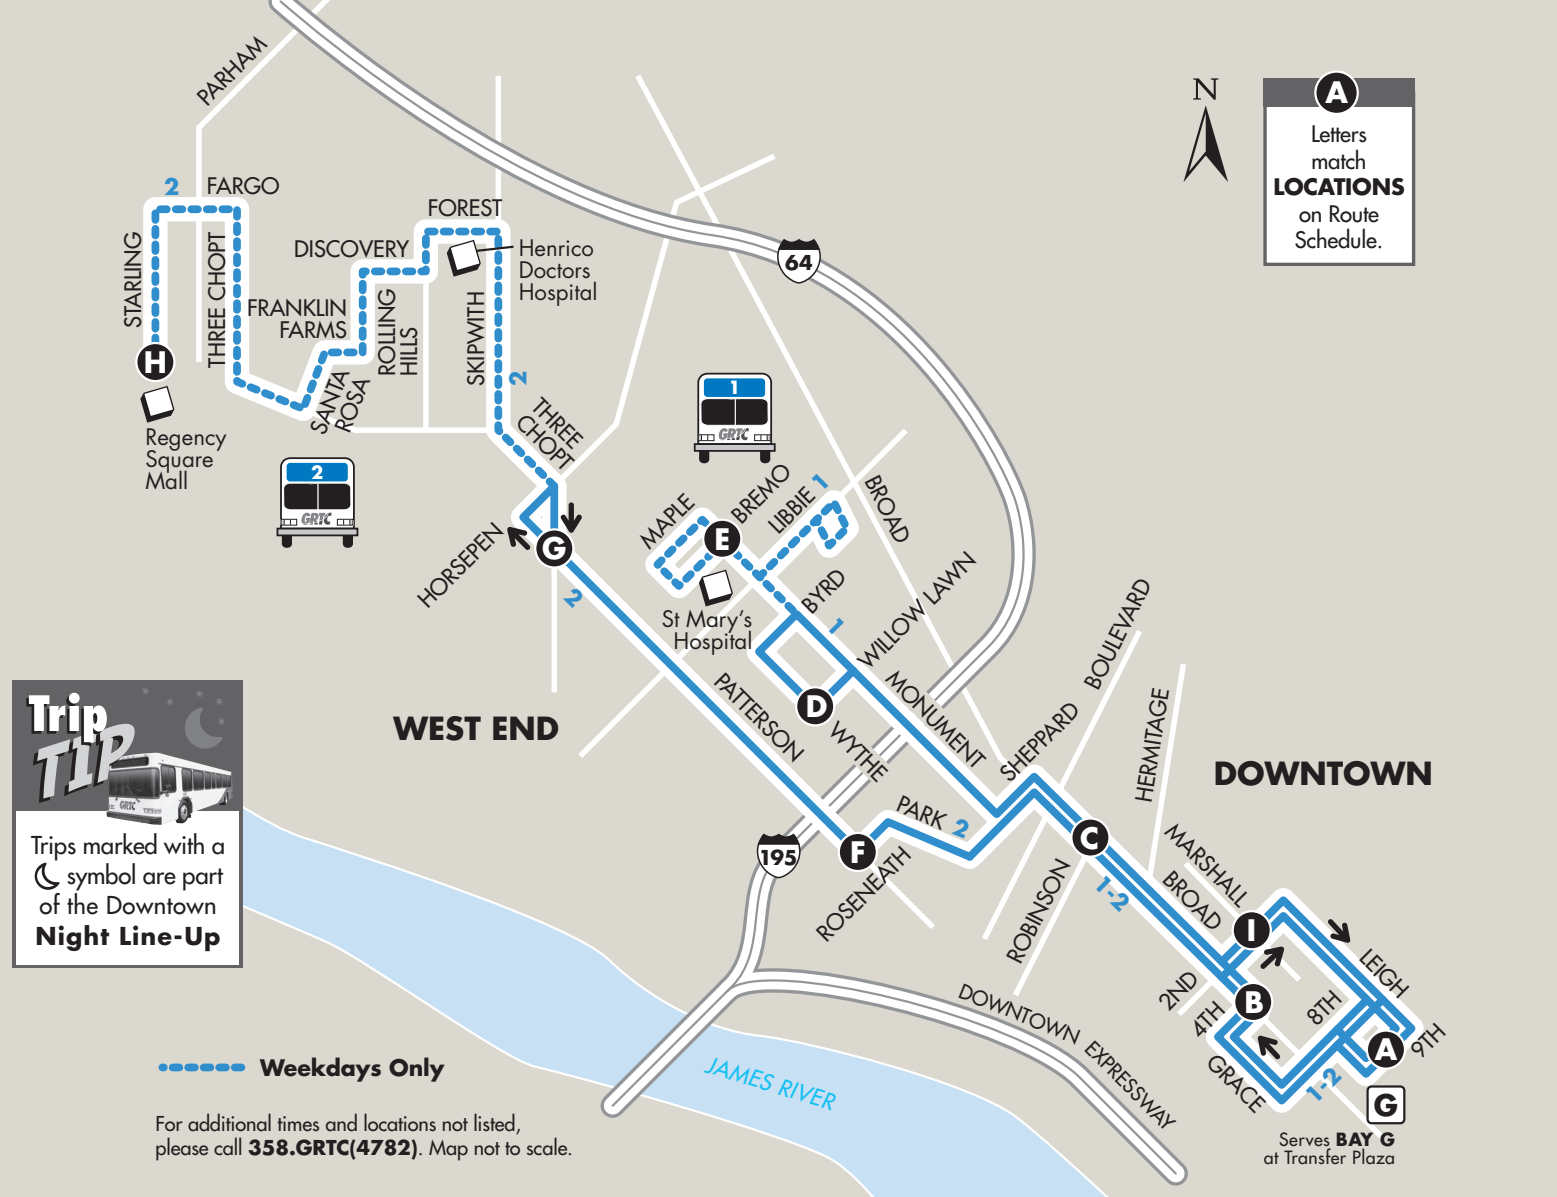 PARHAM
N
A
Letters
match
LOCATIONS
on Route
Schedule.
2
FARGO
FOREST
DISCOVERY
Henrico
Doctors
Hospital
64
STARLING
THREE CHOPT
FRANKLIN
FARMS
ROLLING
HILLS
SKIPWITH
2
H
SANTA
ROSA
THREE
CHOPT
Regency
Square
Mall
2
GRTC
1
GRTC
MAPLE
E
BREMO
LIBBIE
1
BROAD
HORSEPEN
G
2
St Mary's
Hospital
BYRD
1
WILLOW LAWN
BOULEVARD
MONUMENT
D
WYTHE
PATTERSON
WEST END
SHEPPARD
HERMITAGE
DOWNTOWN
Trip
TIP
GRTC
Trips marked with a
symbol are part
of the Downtown
Night Line-Up
PARK
2
F
195
ROSENEATH
C
1-2
ROBINSON
MARSHALL
BROAD
I
LEIGH
2ND
4TH
B
8TH
9TH
A
GRACE
1-2
G
Serves BAY G
at Transfer Plaza
DOWNTOWN EXPRESSWAY
JAMES RIVER
Weekdays Only
For additional times and locations not listed,
please call 358.GRTC(4782). Map not to scale.